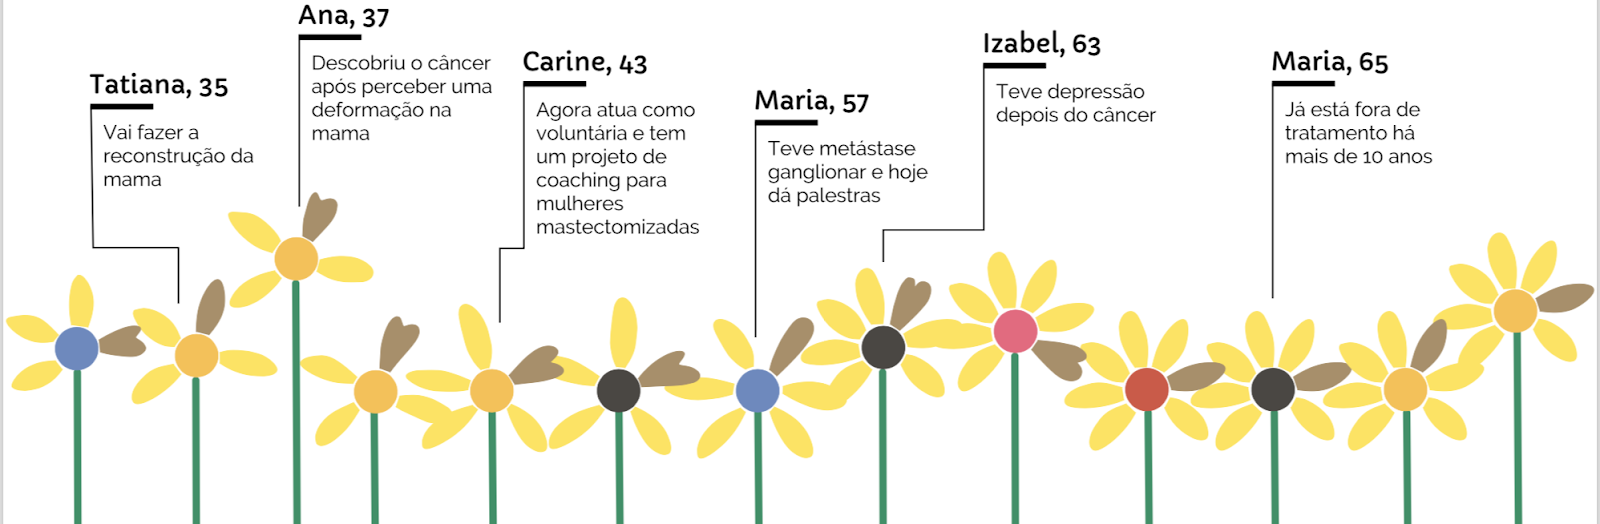 Tatiana, 35
Vai fazer a
reconstrução da
mama
Ana, 37
Descobriu o câncer
após perceber uma
deformação na
mama
Carine, 43
Agora atua como
voluntária e tem
um projeto de
coaching para
mulheres
mastectomizadas
Maria, 57
Teve metástase
ganglionar e hoje
dá palestras
Izabel, 63
Teve depressão
depois do câncer
Maria, 65
Já está fora de
tratamento há
mais de 10 anos